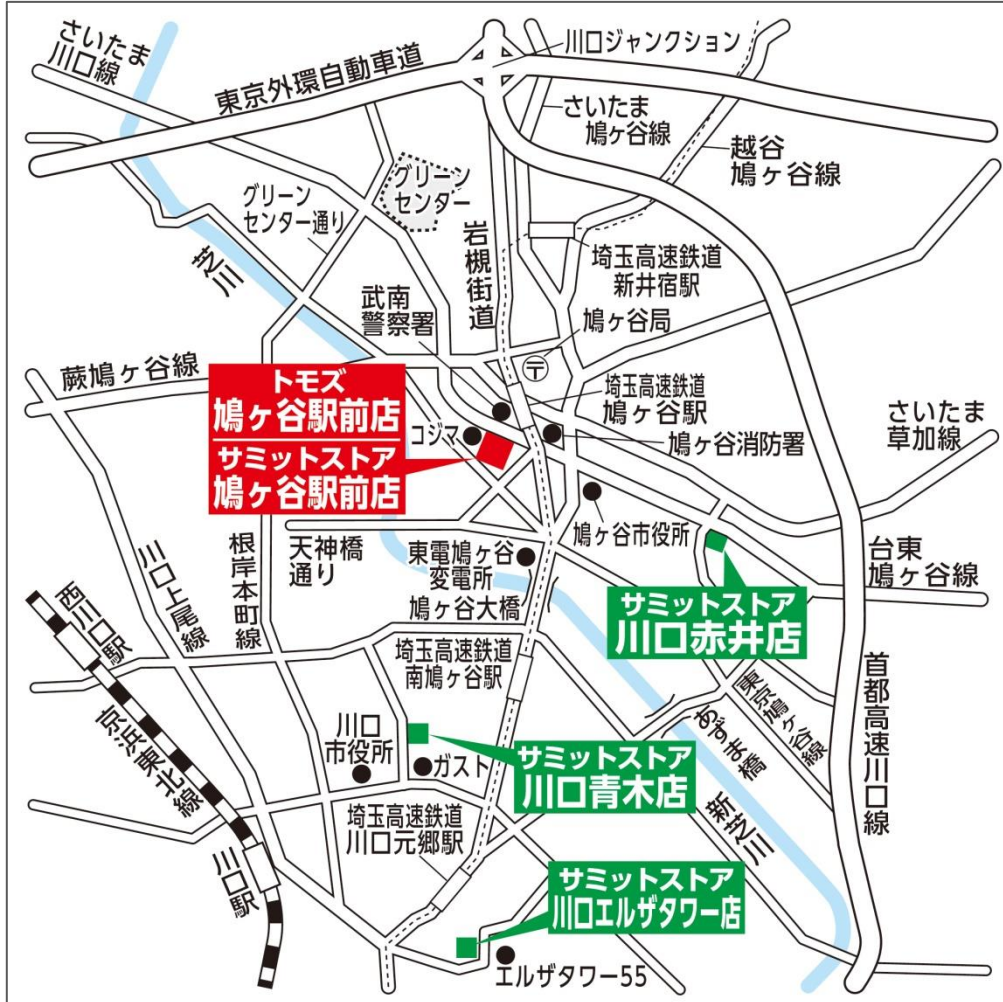 さいたま
川口線
東京外環自動車道
川口ジャンクション
さいたま
鳩ヶ谷線
越谷
鳩ヶ谷線
グリーン
センター
グリーン
センター通り
岩槻街道
埼玉高速鉄道
新井宿駅
芝川
武南
警察署
鳩ヶ谷局
〒
蕨鳩ヶ谷線
トモズ
鳩ヶ谷駅前店
サミットストア
鳩ヶ谷駅前店
コジマ
埼玉高速鉄道
鳩ヶ谷駅
鳩ヶ谷消防署
さいたま
草加線
鳩ヶ谷市役所
天神橋
通り
東電鳩ヶ谷
変電所
鳩ヶ谷大橋
台東
鳩ヶ谷線
サミットストア
川口赤井店
川口上尾線
根岸本町線
西川口駅
埼玉高速鉄道
南鳩ヶ谷駅
京浜東北線
川口
市役所
ガスト
サミットストア
川口青木店
あずま橋
東京鳩ヶ谷線
首都高速川口線
埼玉高速鉄道
川口元郷駅
新芝川
川口駅
サミットストア
川口エルザタワー店
エルザタワー55